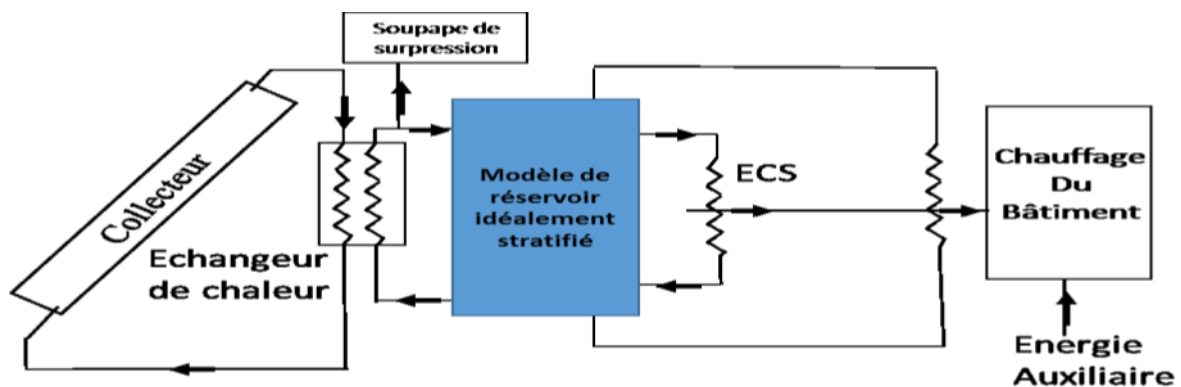 Soupape de
surpression
Collecteur
Echangeur
de chaleur
Modèle de
réservoir
idéalement
stratifié
ECS
Chauffage
Du
Bâtiment
Energie
Auxiliaire